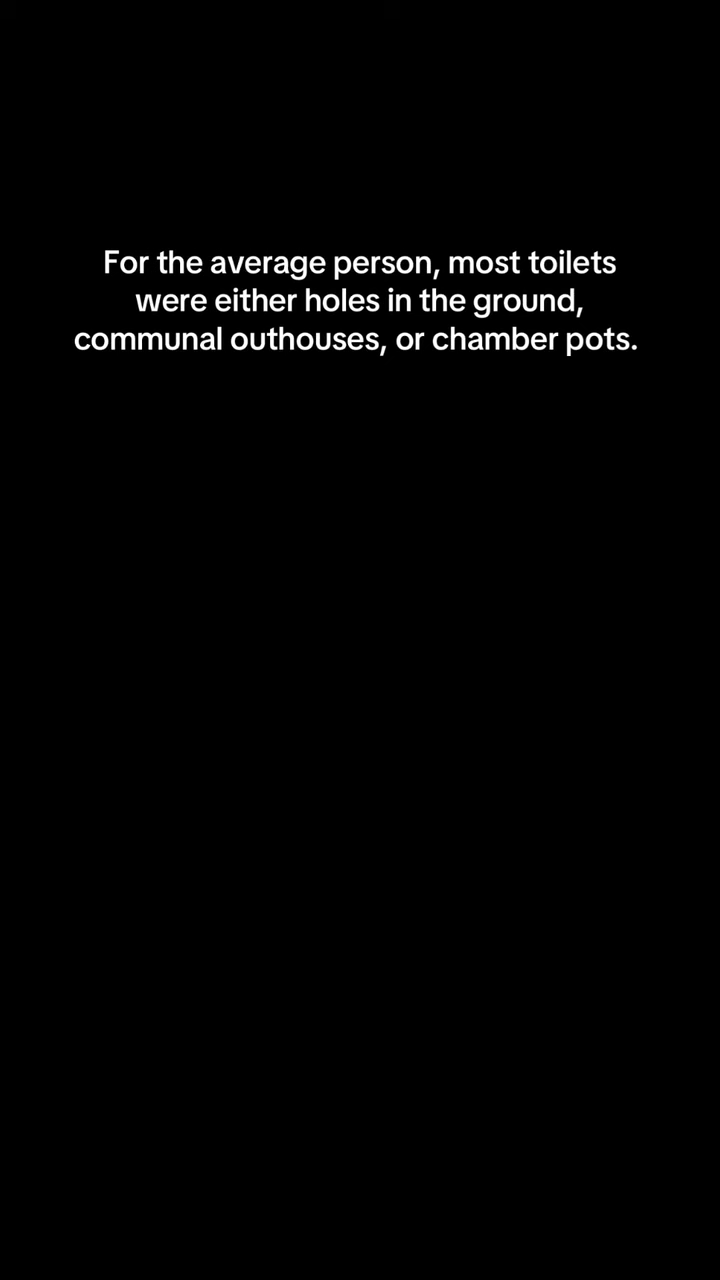 For the average person, most toilets
were either holes in the ground,
communal outhouses, or chamber pots.